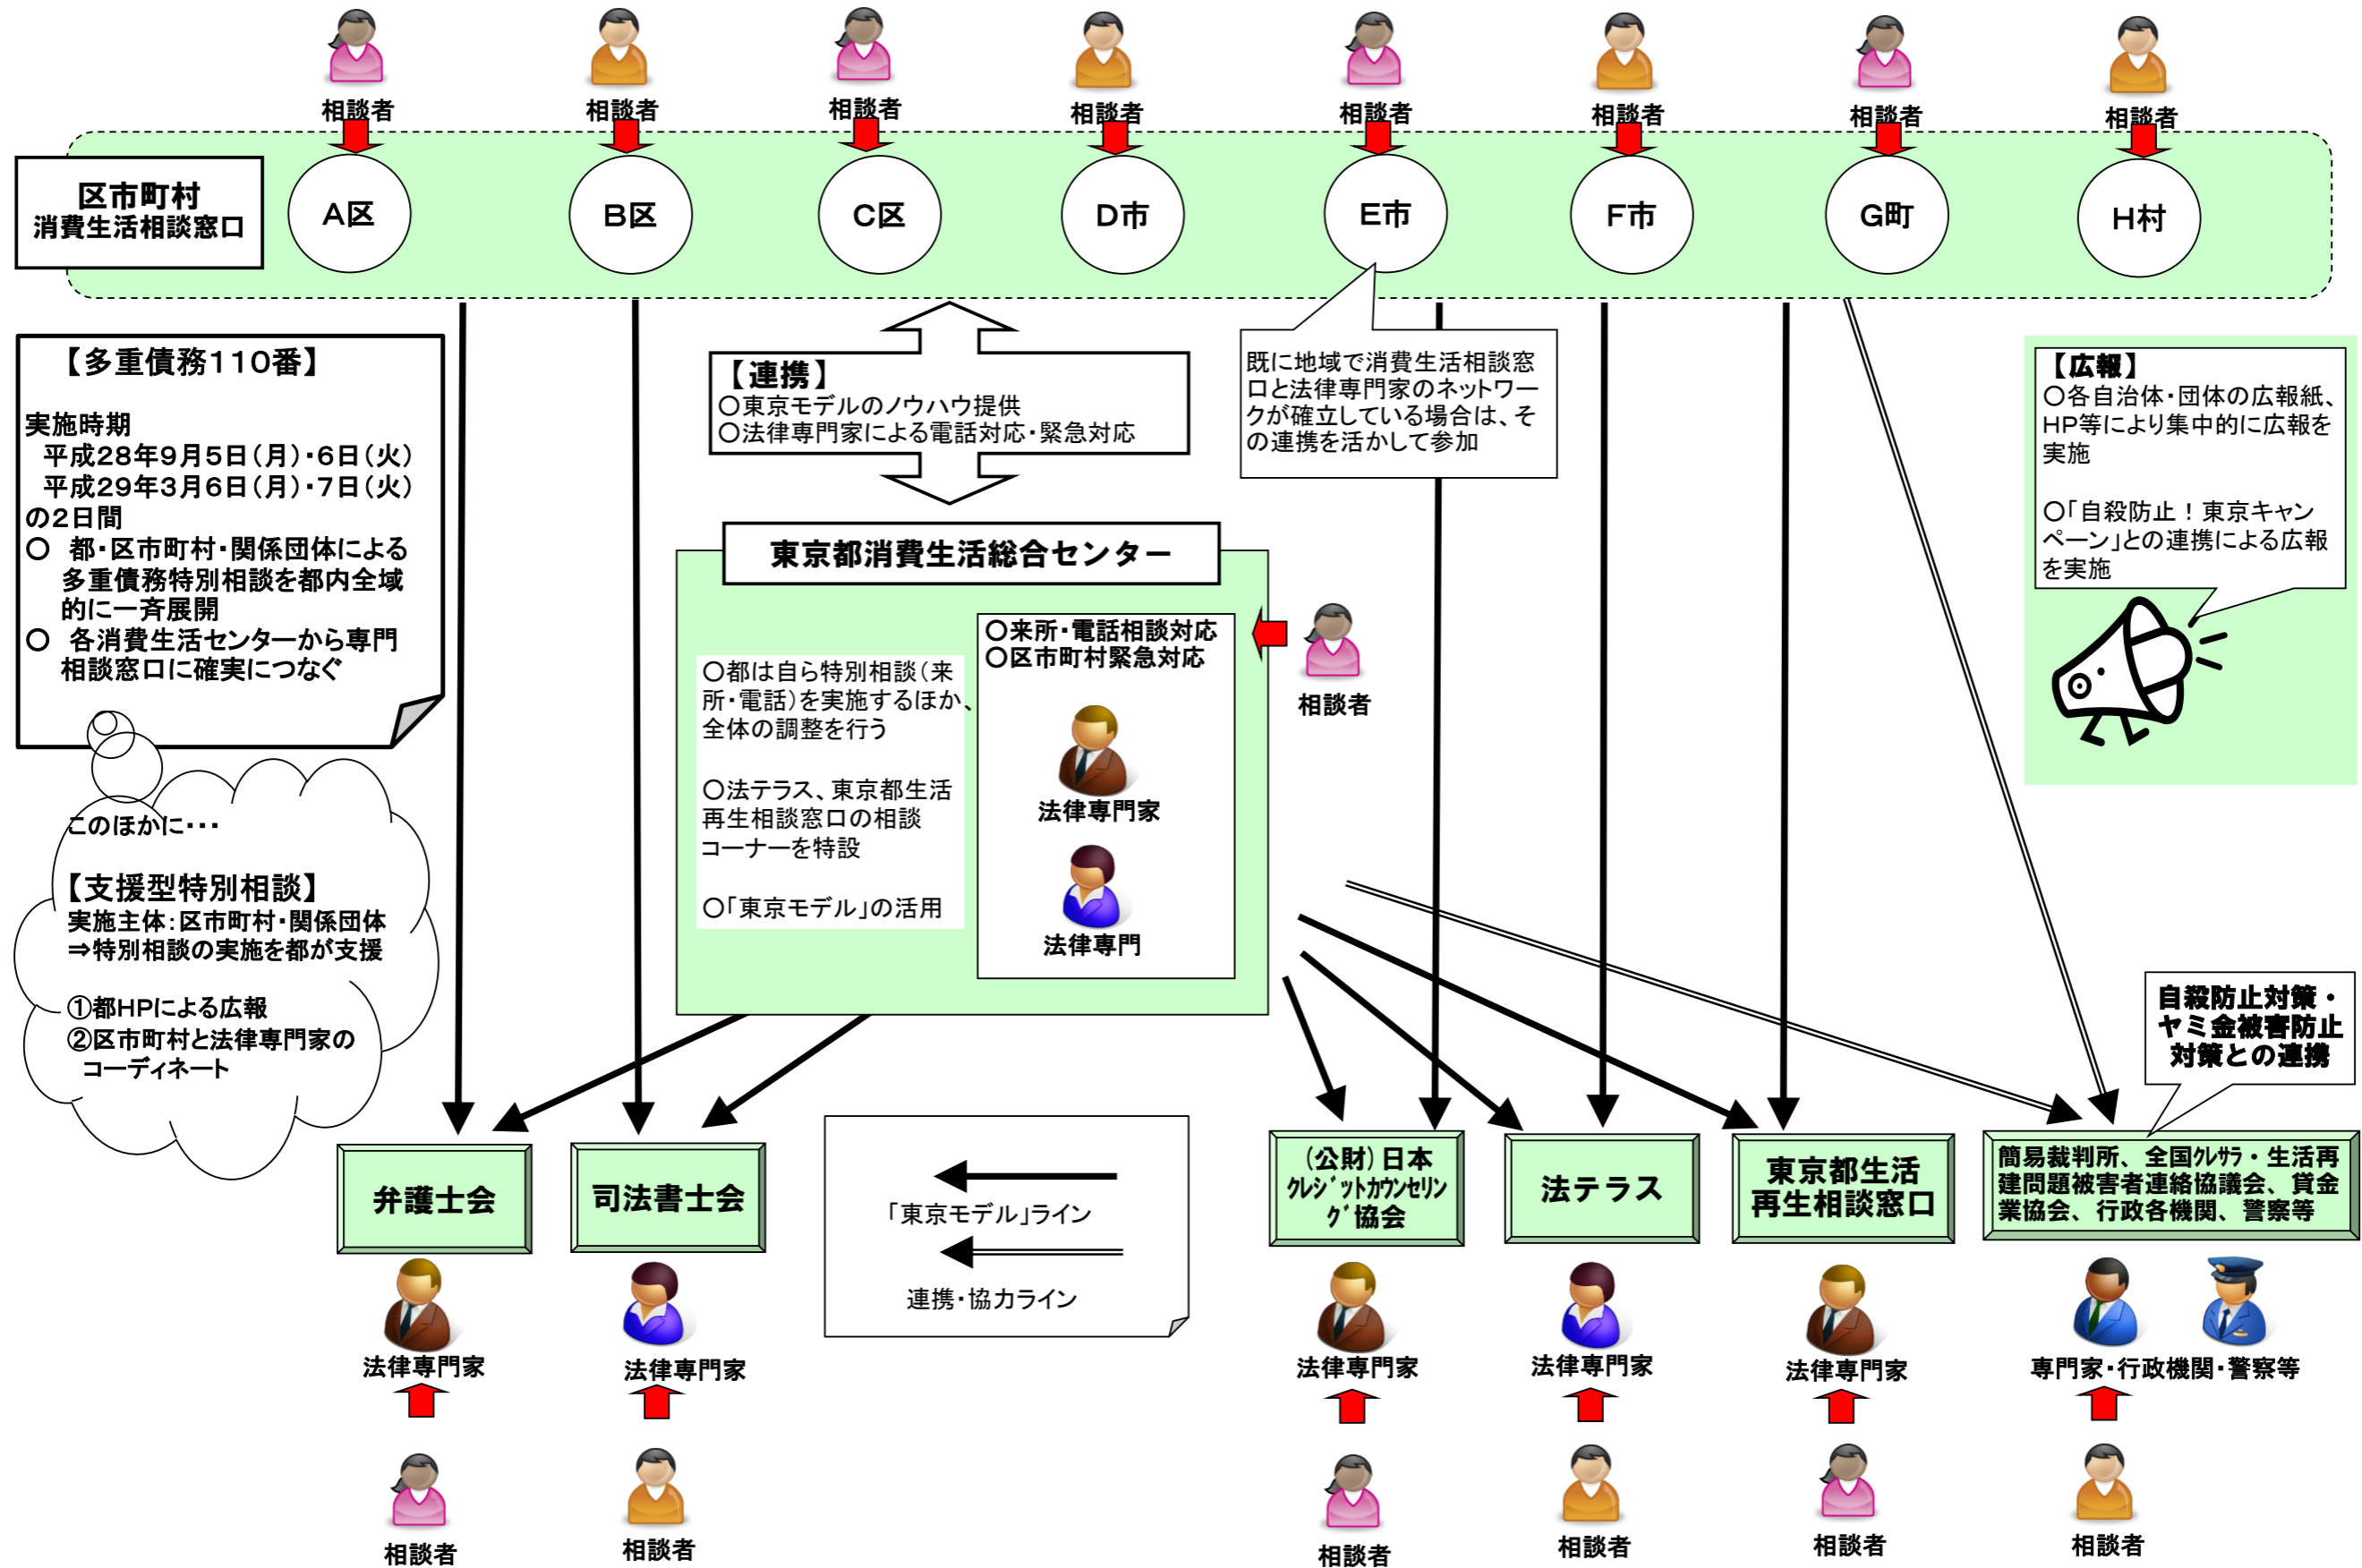 相談者
相談者
相談者
相談者
相談者
相談者
相談者
相談者
区市町村
消費生活相談窓口
A区
B区
C区
D市
E市
F市
G町
H村
【多重債務110番】
実施時期
平成28年9月5日(月)・6日(火)
平成29年3月6日(月)・7日(火)
の2日間
○ 都・区市町村・関係団体による
多重債務特別相談を都内全域
的に一斉展開
○ 各消費生活センターから専門
相談窓口に確実につなぐ
【連携】
○東京モデルのノウハウ提供
○法律専門家による電話対応・緊急対応
既に地域で消費生活相談窓
口と法律専門家のネットワー
クが確立している場合は、そ
の連携を活かして参加
【広報】
○各自治体・団体の広報紙、
HP等により集中的に広報を
実施
○「自殺防止！東京キャン
ペーン」との連携による広報
を実施
東京都消費生活総合センター
○都は自ら特別相談(来
所・電話)を実施するほか、
全体の調整を行う
○法テラス、東京都生活
再生相談窓口の相談
コーナーを特設
○「東京モデル」の活用
○来所・電話相談対応
○区市町村緊急対応
法律専門家
法律専門
相談者
このほかに・・・
【支援型特別相談】
実施主体:区市町村・関係団体
⇒特別相談の実施を都が支援
①都HPによる広報
②区市町村と法律専門家の
コーディネート
自殺防止対策・
ヤミ金被害防止
対策との連携
弁護士会
司法書士会
「東京モデル」ライン
連携・協力ライン
(公財)日本
ｸﾚｼﾞｯﾄｶｳﾝｾﾘﾝ
ｸﾞ協会
法テラス
東京都生活
再生相談窓口
簡易裁判所、全国ｸﾚｻﾗ・生活再
建問題被害者連絡協議会、貸金
業協会、行政各機関、警察等
法律専門家
法律専門家
法律専門家
法律専門家
法律専門家
専門家・行政機関・警察等
相談者
相談者
相談者
相談者
相談者
相談者